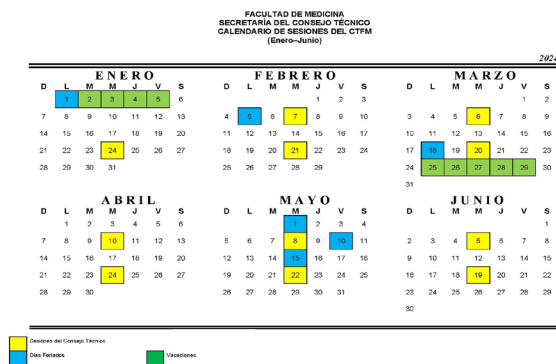 FACULTAD DE MEDICINA
SECRETARÍA DEL CONSEJO TÉCNICO
CALENDARIO DE SESIONES DEL CTFM
(Enero–Junio)
2024
ENERO FEBRERO MARZO
D L M M J V S D L M M J V S D L M M J V S
1 2 3 4 5 6 1 2 3 1 2
7 8 9 10 11 12 13 4 5 6 7 8 9 10 3 4 5 6 7 8 9
14 15 16 17 18 19 20 11 12 13 14 15 16 17 10 11 12 13 14 15 16
21 22 23 24 25 26 27 18 19 20 21 22 23 24 17 18 19 20 21 22 23
28 29 30 31 25 26 27 28 29 24 25 26 27 28 29 30
31
ABRIL MAYO JUNIO
D L M M J V S D L M M J V S D L M M J V S
1 2 3 4 5 6 1 2 3 4 1
7 8 9 10 11 12 13 5 6 7 8 9 10 11 2 3 4 5 6 7 8
14 15 16 17 18 19 20 12 13 14 15 16 17 18 9 10 11 12 13 14 15
21 22 23 24 25 26 27 19 20 21 22 23 24 25 16 17 18 19 20 21 22
28 29 30 26 27 28 29 30 31 23 24 25 26 27 28 29
30
Sesiones del Consejo Técnico
Días Feriados Vacaciones